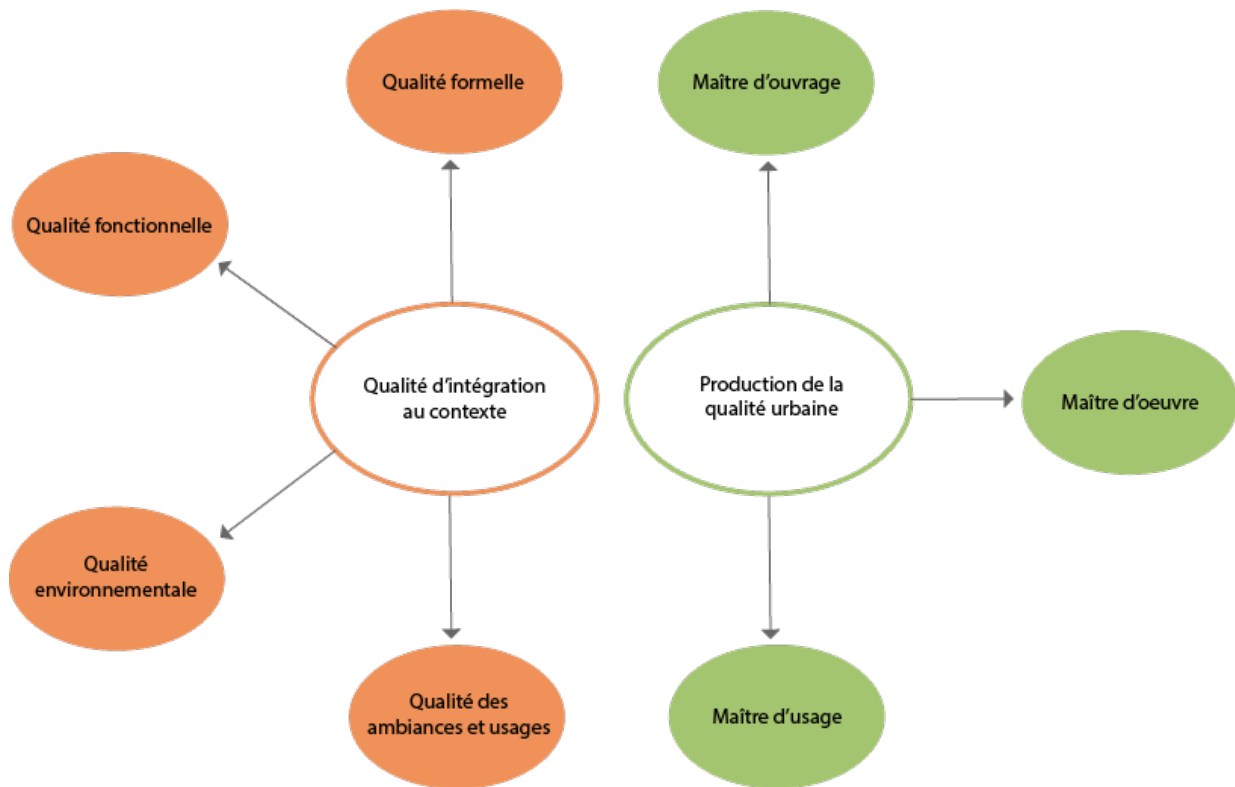 Qualité formelle
Maître d'ouvrage
Qualité fonctionnelle
Qualité d'intégration
au contexte
Production de la
qualité urbaine
Maître d'oeuvre
Qualité
environnementale
Qualité des
ambiances et usages
Maître d'usage